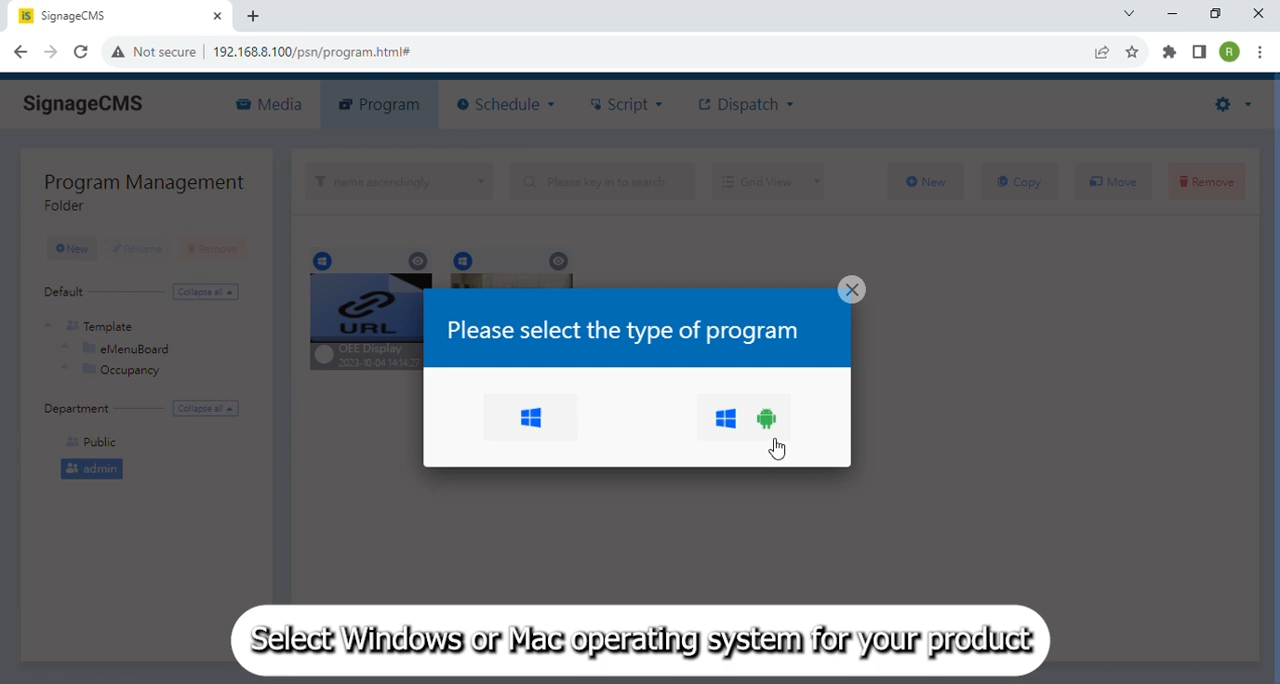 SignageCMS
Not secure 192.168.8.100/psn/program.html#
R
SignageCMS Media Program Schedule Script Dispatch
Program Management
Folder
New Rename Remove
Default Collapse all
Template
eMenuBoard
Occupancy
Department Collapse all
Public
admin
name ascendingly Please key in to search Grid View New Copy Move Remove
URL
OEE Display
2023-10-04 14:14:27
Please select the type of program
Select Windows or Mac operating system for your product